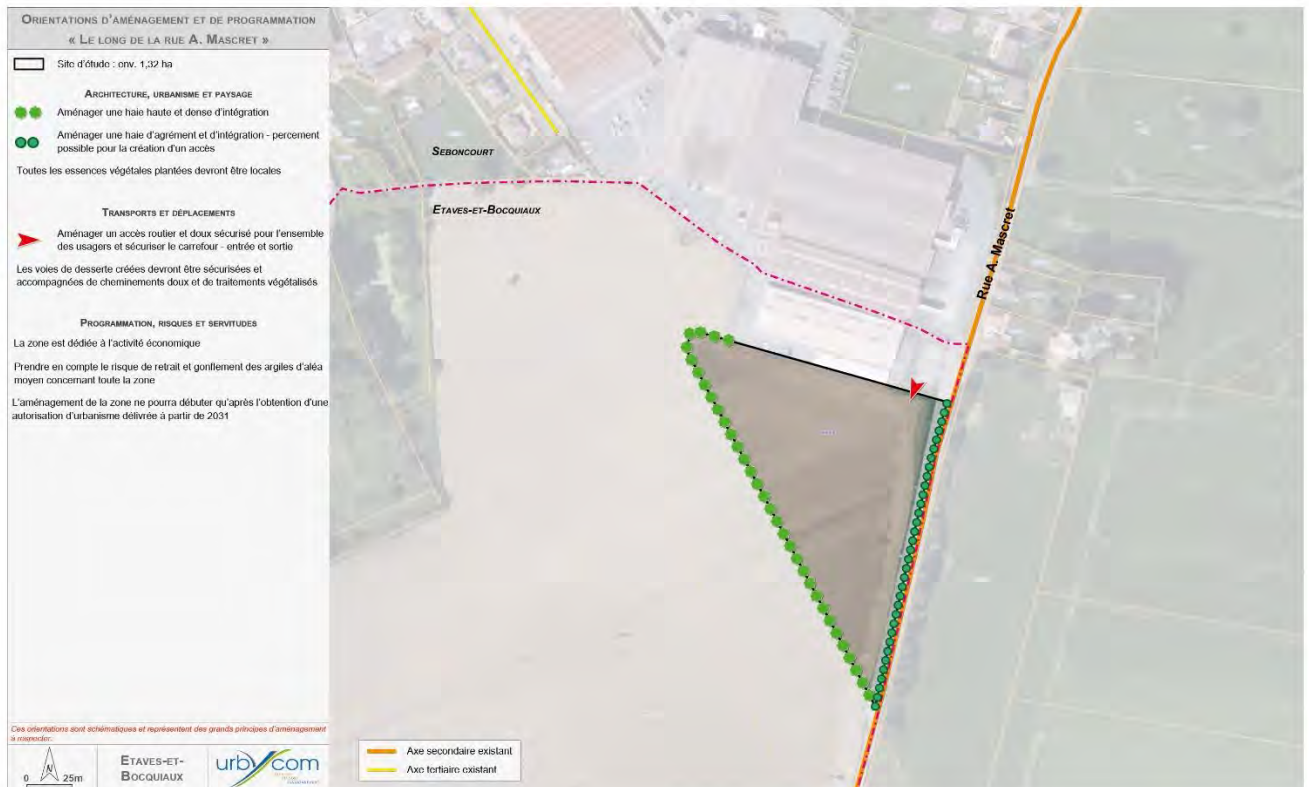 ORIENTATIONS D'AMÉNAGEMENT ET DE PROGRAMMATION
« LE LONG DE LA RUE A. MASCRET »
Site d'étude : env. 1,32 ha
ARCHITECTURE, URBANISME ET PAYSAGE
Aménager une haie haute et dense d'intégration
Aménager une haie d'agrément et d'intégration - percement
possible pour la création d'un accès
Toutes les essences végétales plantées devront être locales
TRANSPORTS ET DÉPLACEMENTS
Aménager un accès routier et doux sécurisé pour l'ensemble
des usagers et sécuriser le carrefour - entrée et sortie
Les voies de desserte créées devront être sécurisées et
accompagnées de cheminements doux et de traitements végétalisés
PROGRAMMATION, RISQUES ET SERVITUDES
La zone est dédiée à l'activité économique
Prendre en compte le risque de retrait et gonflement des argiles d'aléa
moyen concernant toute la zone
L'aménagement de la zone ne pourra débuter qu'après l'obtention d'une
autorisation d'urbanisme délivrée à partir de 2031
Ces orientations sont schématiques et représentent des grands principes d'aménagement
à respecter.
N
0 25m
ETAVES-ET-
BOCQUIAUX
urbycom
SEBONCOURT
ETAVES-ET-BOCQUIAUX
Rue A. Mascret
Axe secondaire existant
Axe tertiaire existant